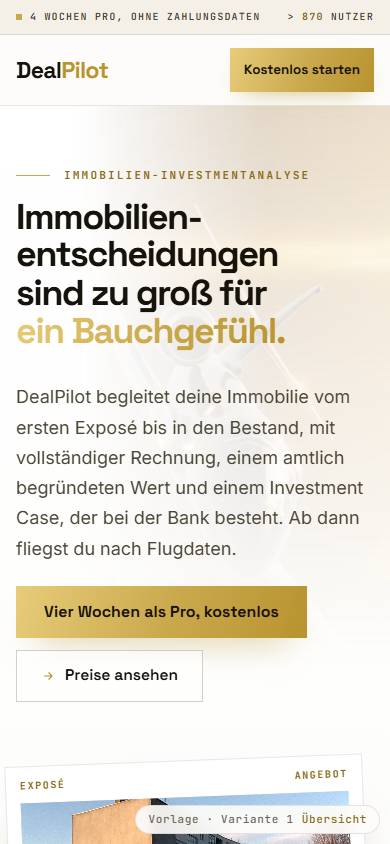 4 WOCHEN PRO, OHNE ZAHLUNGSDATEN > 870 NUTZER
DealPilot
Kostenlos starten
IMMOBILIEN-INVESTMENTANALYSE
Immobilien-
entscheidungen
sind zu groß für
ein Bauchgefühl.
DealPilot begleitet deine Immobilie vom
ersten Exposé bis in den Bestand, mit
vollständiger Rechnung, einem amtlich
begründeten Wert und einem Investment
Case, der bei der Bank besteht. Ab dann
fliegst du nach Flugdaten.
Vier Wochen als Pro, kostenlos
→ Preise ansehen
EXPOSÉ
ANGEBOT
Vorlage · Variante 1 Übersicht